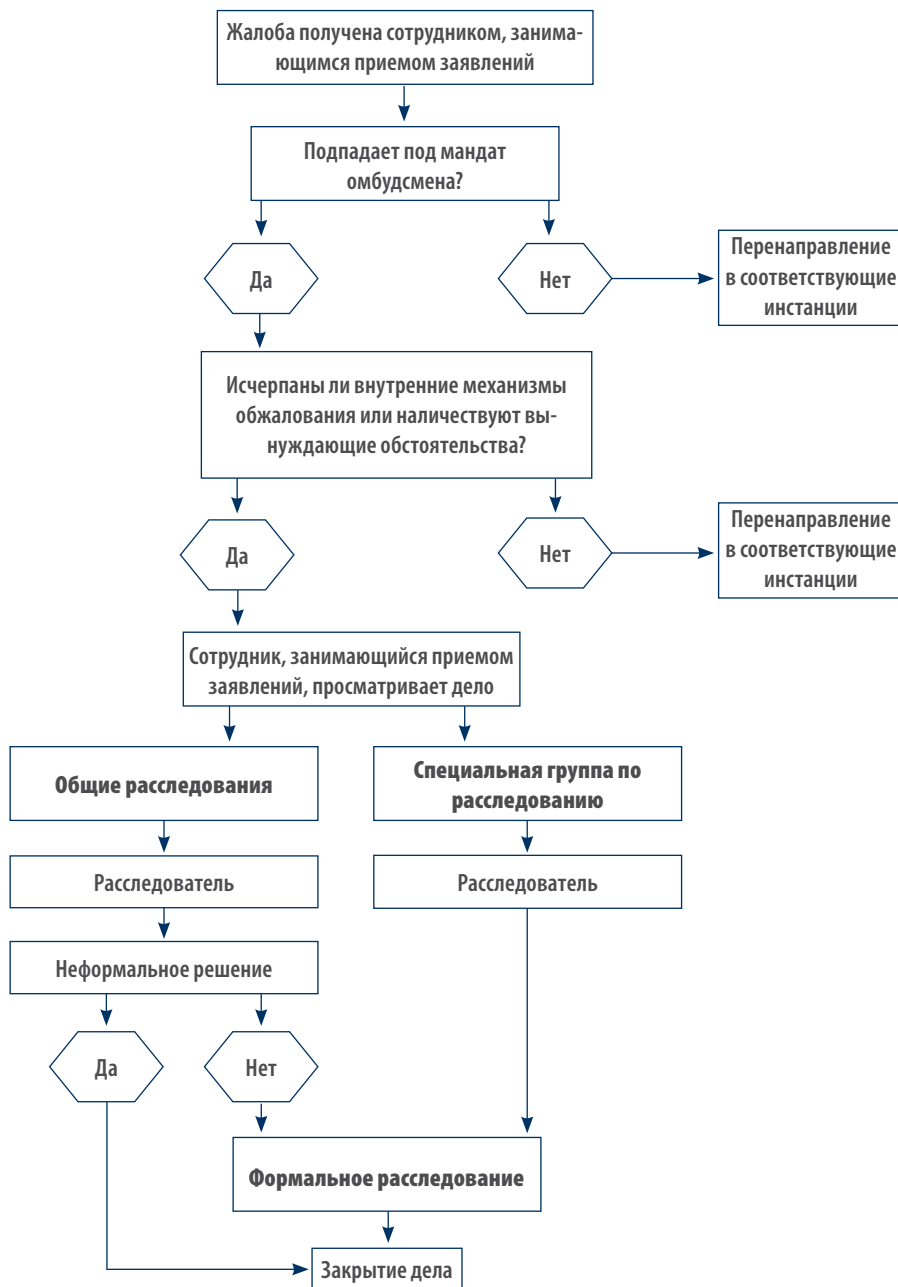 Жалоба получена сотрудником, занима-
ющимся приемом заявлений
Подпадает под мандат
омбудсмена?
Да
Нет
Перенаправление
в соответствующие
инстанции
Исчерпаны ли внутренние механизмы
обжалования или наличествуют вы-
нуждающие обстоятельства?
Да
Нет
Перенаправление
в соответствующие
инстанции
Сотрудник, занимающийся приемом
заявлений, просматривает дело
Общие расследования
Специальная группа по
расследованию
Расследователь
Расследователь
Неформальное решение
Да
Нет
Формальное расследование
Закрытие дела